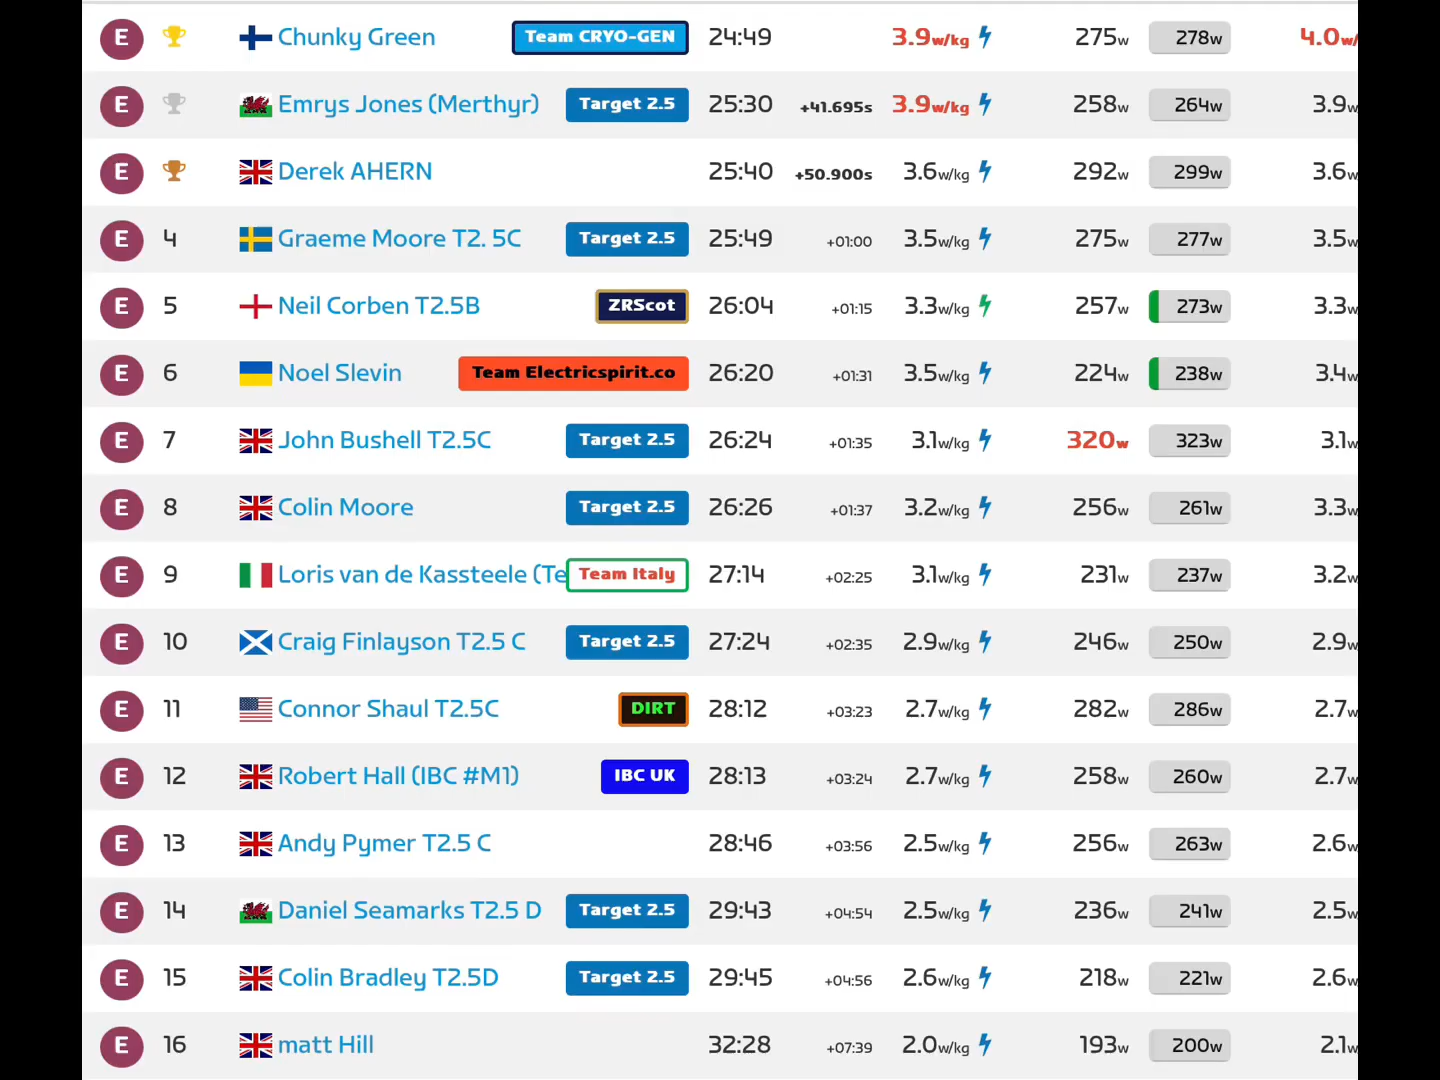 E Chunky Green Team CRYO-GEN 24:49 3.9w/kg 275w 278w 4.0w/
E Emrys Jones (Merthyr) Target 2.5 25:30 +41.695s 3.9w/kg 258w 264w 3.9w
E Derek AHERN 25:40 +50.900s 3.6w/kg 292w 299w 3.6w
E 4 Graeme Moore T2. 5C Target 2.5 25:49 +01:00 3.5w/kg 275w 277w 3.5w
E 5 Neil Corben T2.5B ZRScot 26:04 +01:15 3.3w/kg 257w 273w 3.3w
E 6 Noel Slevin Team Electricspirit.co 26:20 +01:31 3.5w/kg 224w 238w 3.4w
E 7 John Bushell T2.5C Target 2.5 26:24 +01:35 3.1w/kg 320w 323w 3.1w
E 8 Colin Moore Target 2.5 26:26 +01:37 3.2w/kg 256w 261w 3.3w
E 9 Loris van de Kassteele (Te Team Italy 27:14 +02:25 3.1w/kg 231w 237w 3.2w
E 10 Craig Finlayson T2.5 C Target 2.5 27:24 +02:35 2.9w/kg 246w 250w 2.9w
E 11 Connor Shaul T2.5C DIRT 28:12 +03:23 2.7w/kg 282w 286w 2.7w
E 12 Robert Hall (IBC #M1) IBC UK 28:13 +03:24 2.7w/kg 258w 260w 2.7w
E 13 Andy Pymer T2.5 C 28:46 +03:56 2.5w/kg 256w 263w 2.6w
E 14 Daniel Seamarks T2.5 D Target 2.5 29:43 +04:54 2.5w/kg 236w 241w 2.5w
E 15 Colin Bradley T2.5D Target 2.5 29:45 +04:56 2.6w/kg 218w 221w 2.6w
E 16 matt Hill 32:28 +07:39 2.0w/kg 193w 200w 2.1w